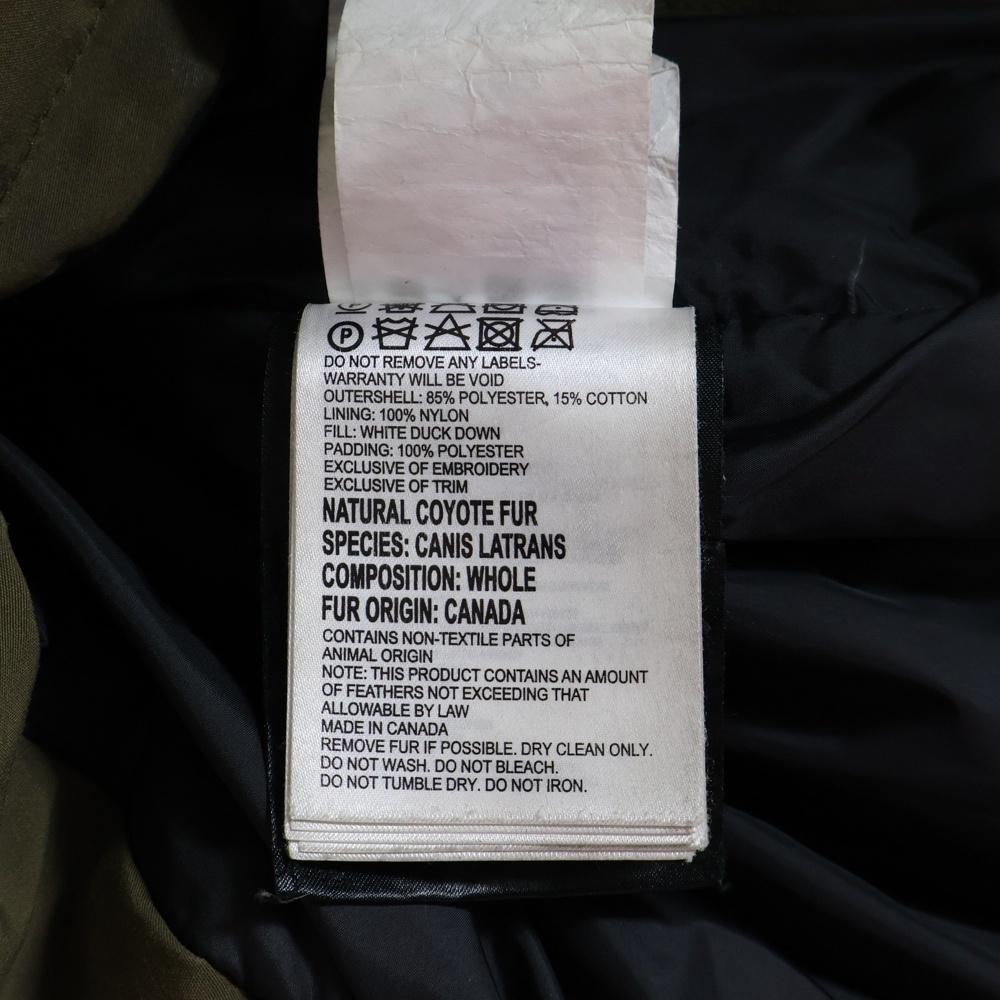 P
DO NOT REMOVE ANY LABELS-
WARRANTY WILL BE VOID
OUTERSHELL: 85% POLYESTER, 15% COTTON
LINING: 100% NYLON
FILL: WHITE DUCK DOWN
PADDING: 100% POLYESTER
EXCLUSIVE OF EMBROIDERY
EXCLUSIVE OF TRIM
NATURAL COYOTE FUR
SPECIES: CANIS LATRANS
COMPOSITION: WHOLE
FUR ORIGIN: CANADA
CONTAINS NON-TEXTILE PARTS OF
ANIMAL ORIGIN
NOTE: THIS PRODUCT CONTAINS AN AMOUNT
OF FEATHERS NOT EXCEEDING THAT
ALLOWABLE BY LAW
MADE IN CANADA
REMOVE FUR IF POSSIBLE. DRY CLEAN ONLY.
DO NOT WASH. DO NOT BLEACH.
DO NOT TUMBLE DRY. DO NOT IRON.